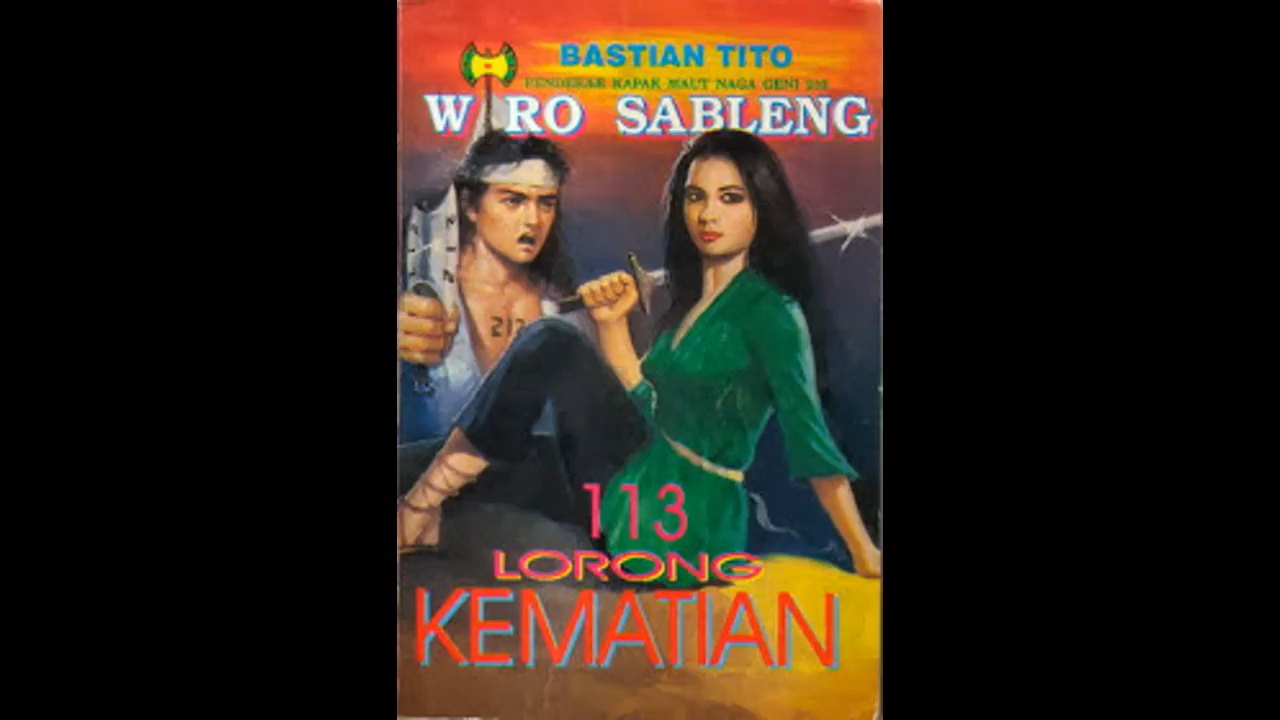 BASTIAN TITO
PENDEKAR KAPAK MAUT NAGA GENI 212
WIRO SABLENG
212
113
LORONG
KEMATIAN